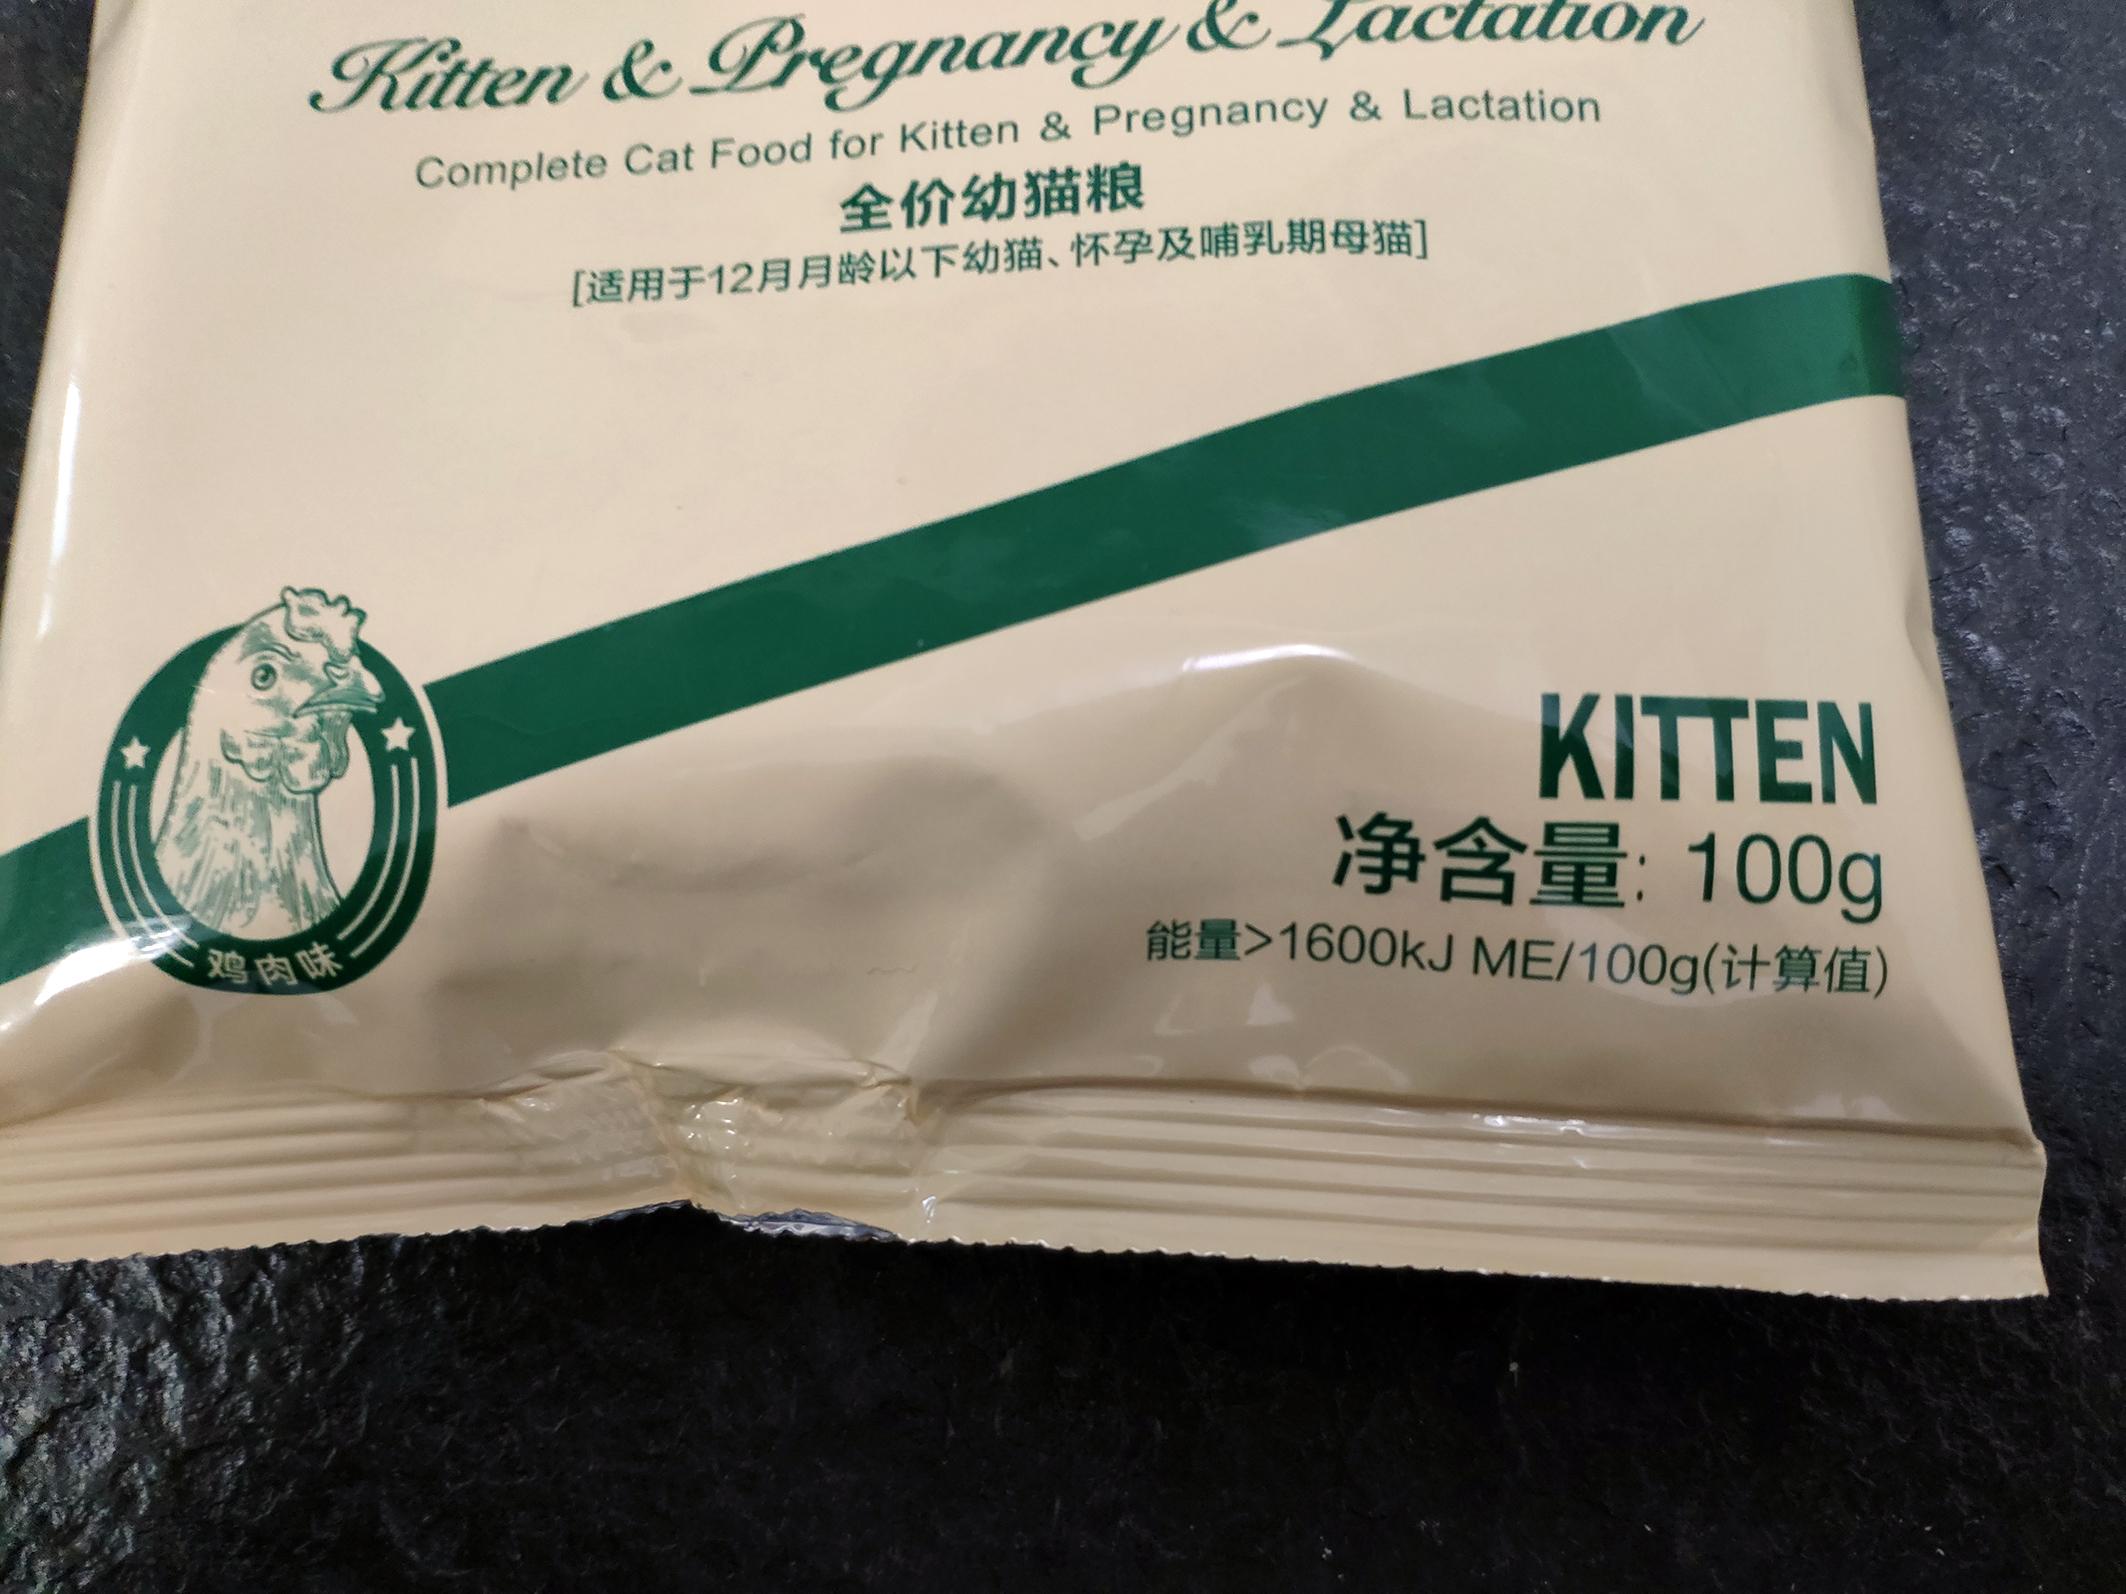 Kitten & Pregnancy & Lactation
Complete Cat Food for Kitten & Pregnancy & Lactation
全价幼猫粮
[适用于12月月龄以下幼猫、怀孕及哺乳期母猫]
鸡肉味
KITTEN
净含量: 100g
能量>1600kJ ME/100g(计算值)